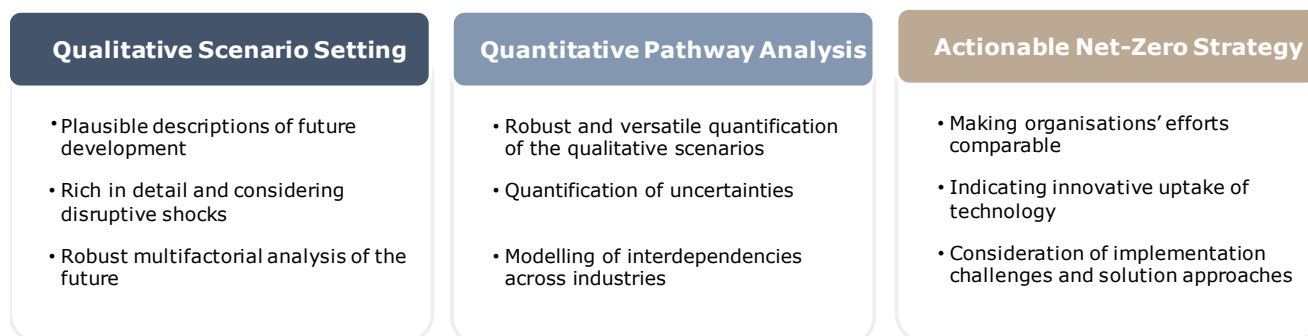 Qualitative Scenario Setting
• Plausible descriptions of future
development
• Rich in detail and considering
disruptive shocks
• Robust multifactorial analysis of the
future
Quantitative Pathway Analysis
• Robust and versatile quantification
of the qualitative scenarios
• Quantification of uncertainties
• Modelling of interdependencies
across industries
Actionable Net-Zero Strategy
• Making organisations’ efforts
comparable
• Indicating innovative uptake of
technology
• Consideration of implementation
challenges and solution approaches